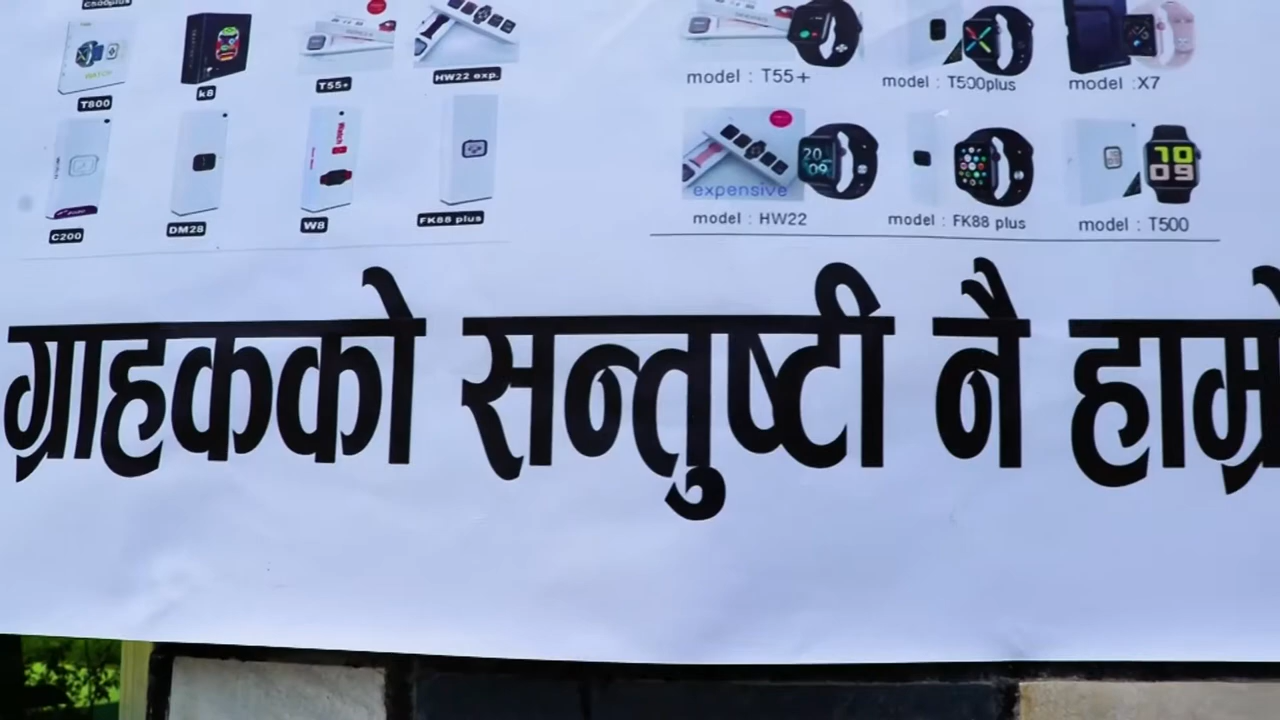 C500plus
T800
k8
T55+
HW22 exp.
C200
DM28
W8
FK88 plus
model : T55+
model : T500plus
model :X7
expensive
model : HW22
model : FK88 plus
model : T500
ग्राहकको सन्तुष्टी नै हाम्रो